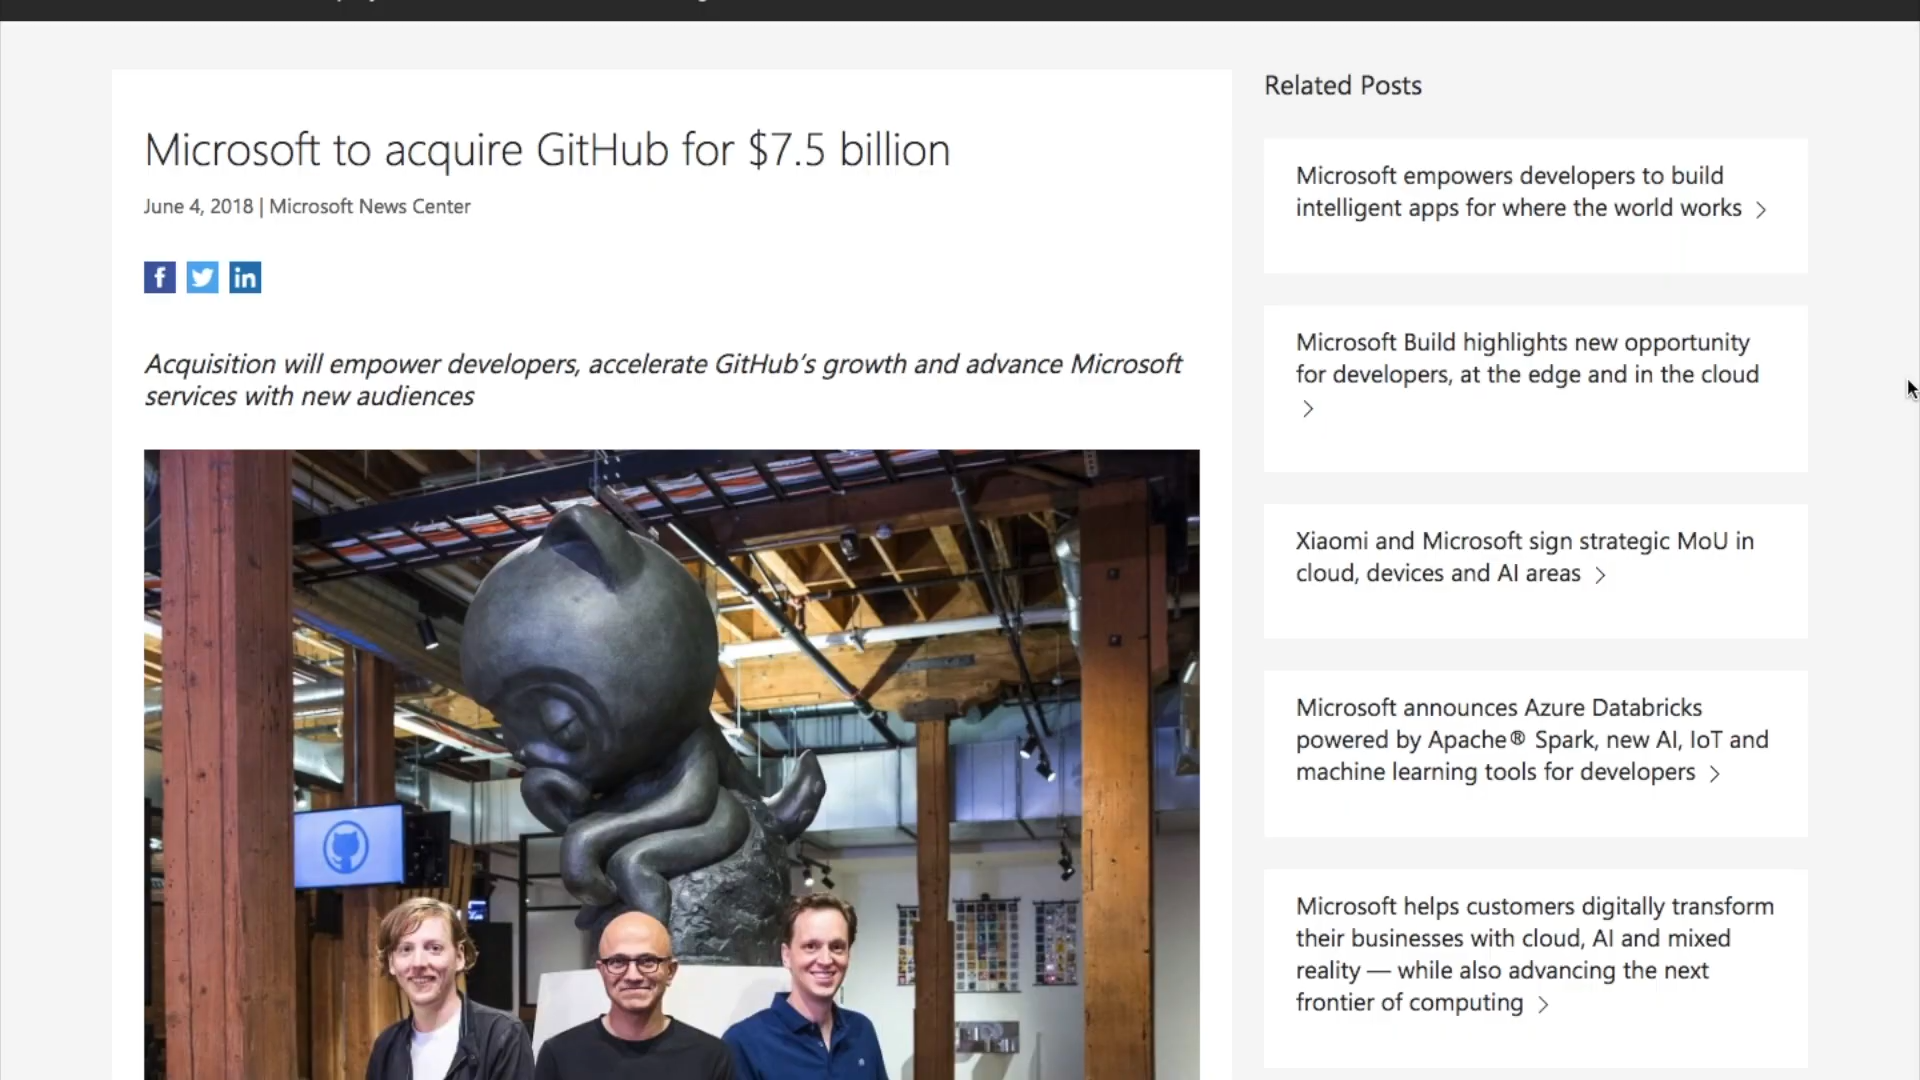 Microsoft to acquire GitHub for $7.5 billion
June 4, 2018 | Microsoft News Center
f
in
Acquisition will empower developers, accelerate GitHub’s growth and advance Microsoft
services with new audiences
Related Posts
Microsoft empowers developers to build
intelligent apps for where the world works
Microsoft Build highlights new opportunity
for developers, at the edge and in the cloud
Xiaomi and Microsoft sign strategic MoU in
cloud, devices and AI areas
Microsoft announces Azure Databricks
powered by Apache® Spark, new AI, IoT and
machine learning tools for developers
Microsoft helps customers digitally transform
their businesses with cloud, AI and mixed
reality — while also advancing the next
frontier of computing